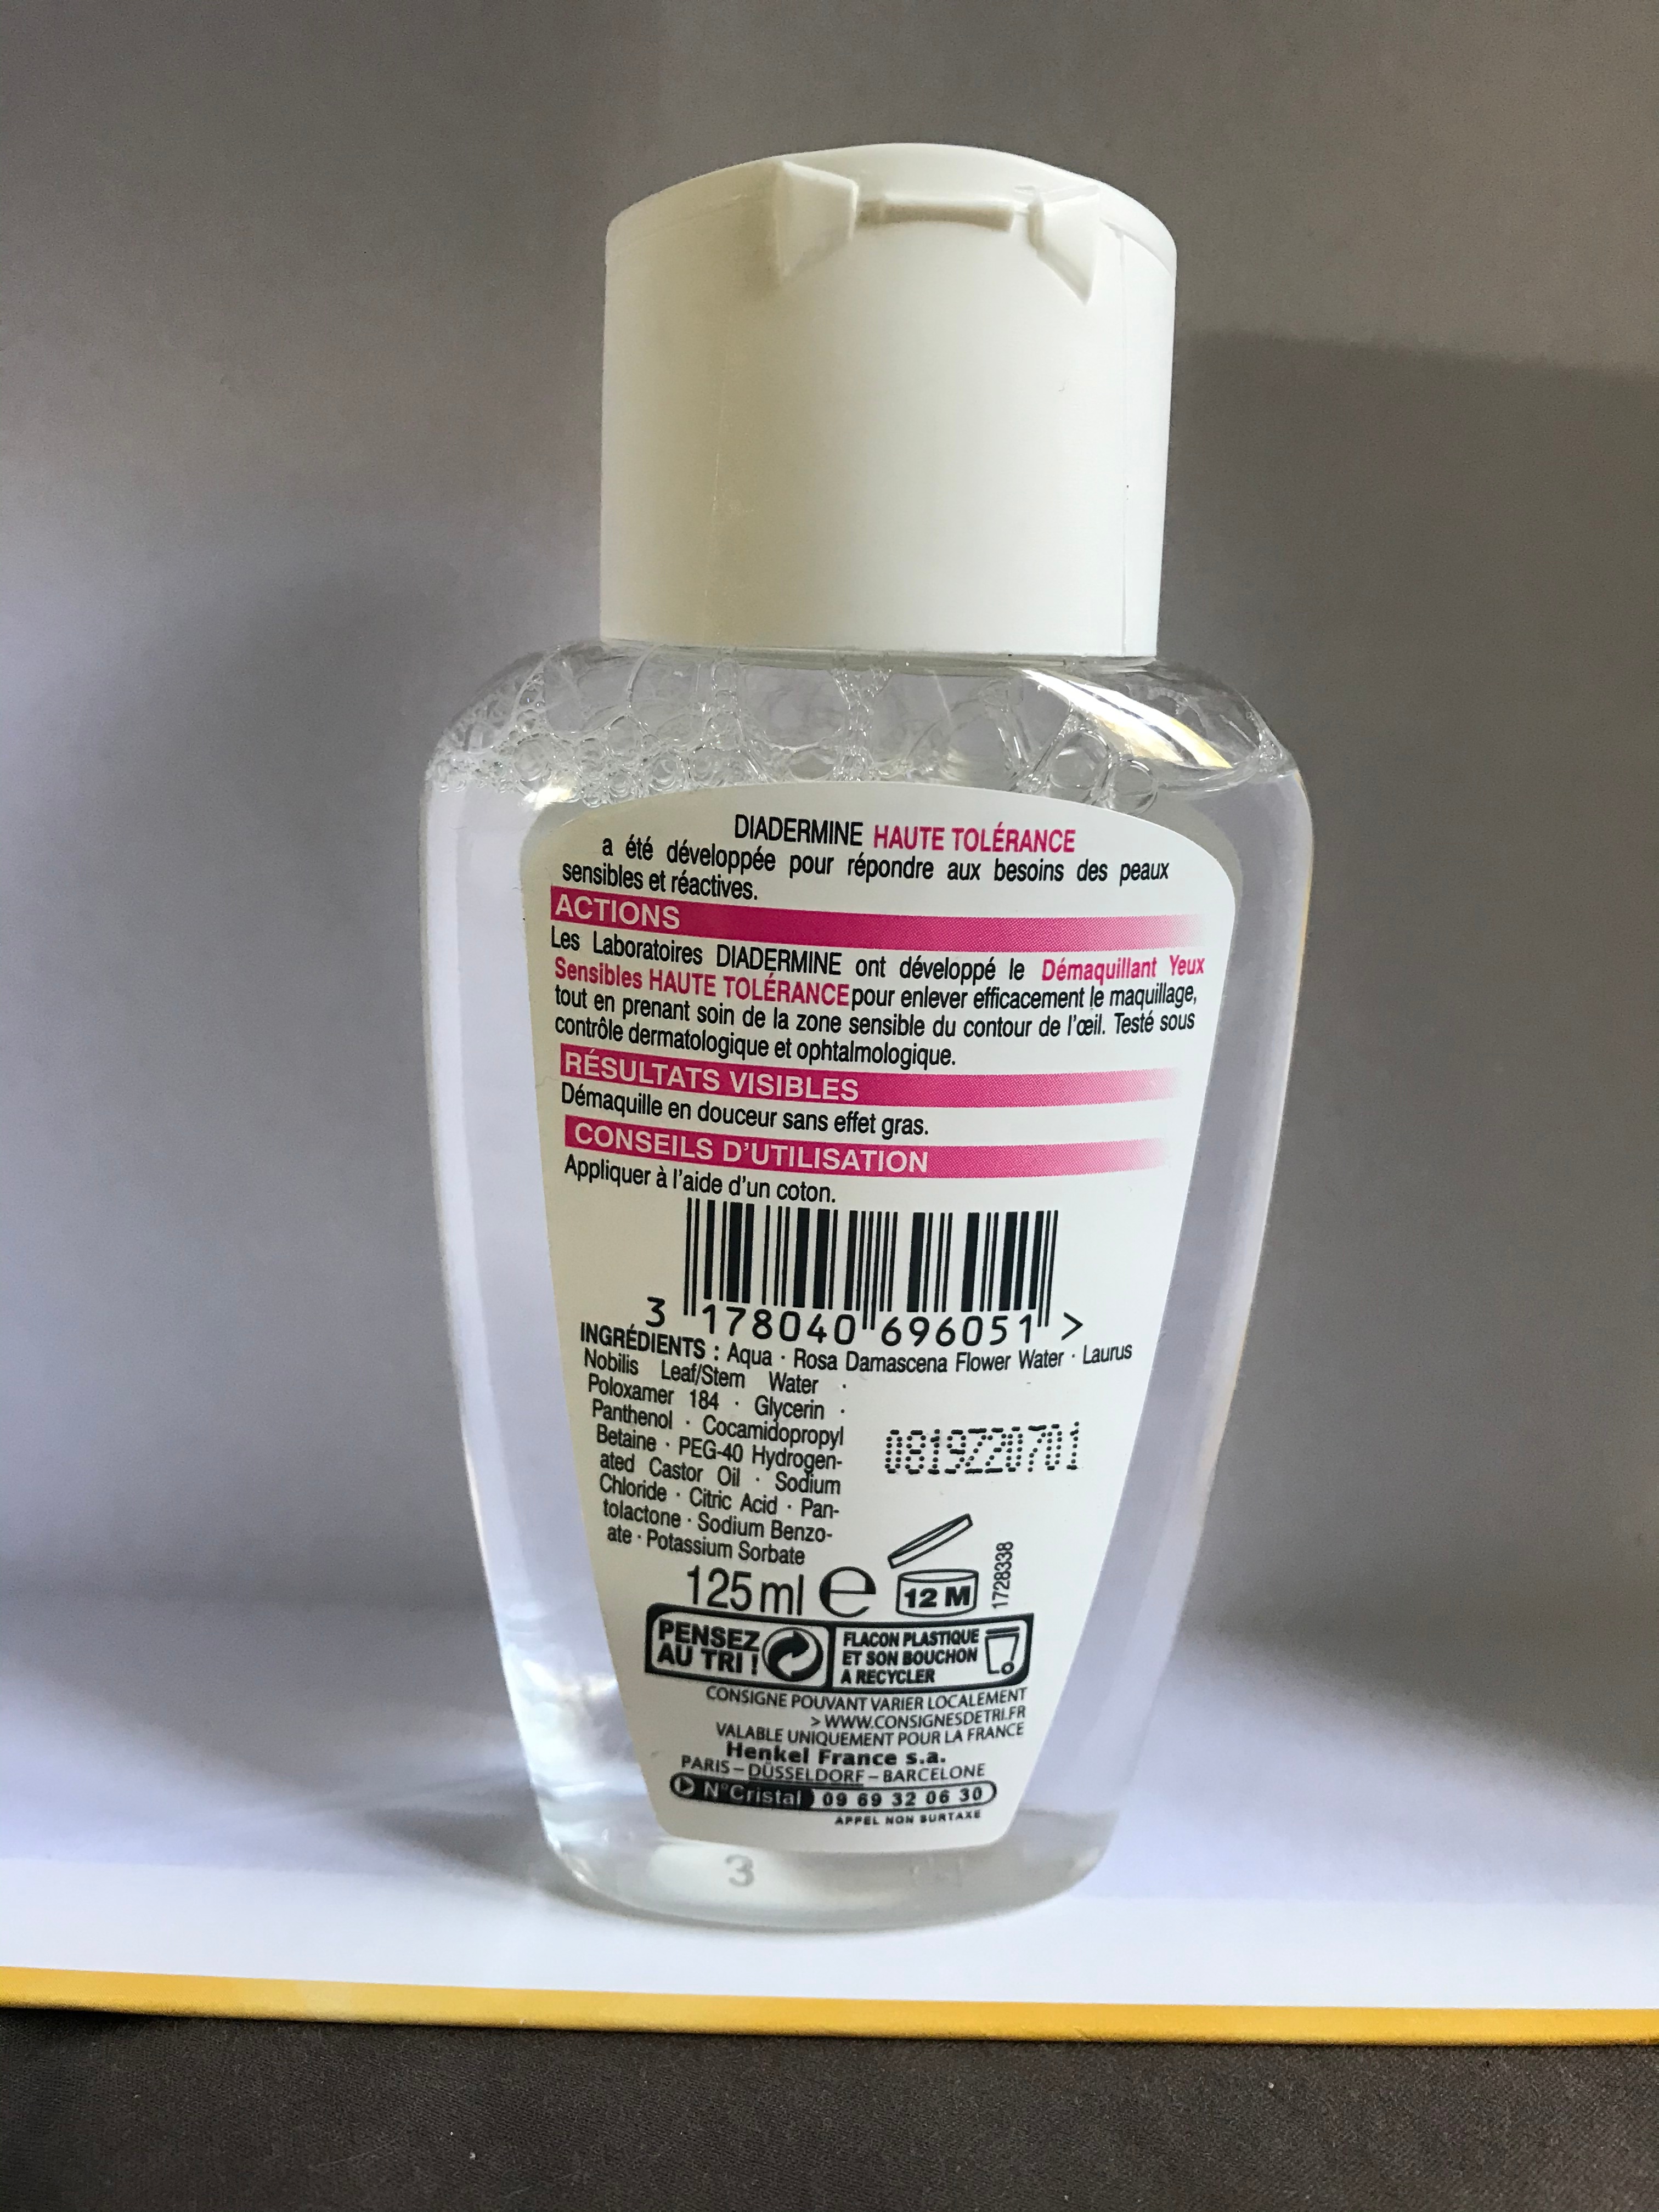 DIADERMINE HAUTE TOLÉRANCE
a été développée pour répondre aux besoins des peaux
sensibles et réactives.
ACTIONS
Les Laboratoires DIADERMINE ont développé le Démaquillant Yeux
Sensibles HAUTE TOLÉRANCE pour enlever efficacement le maquillage,
tout en prenant soin de la zone sensible du contour de l'œil. Testé sous
contrôle dermatologique et ophtalmologique.
RÉSULTATS VISIBLES
Démaquille en douceur sans effet gras.
CONSEILS D'UTILISATION
Appliquer à l'aide d'un coton.
3 178040 696051 >
INGRÉDIENTS : Aqua · Rosa Damascena Flower Water · Laurus
Nobilis Leaf/Stem Water ·
Poloxamer 184 · Glycerin ·
Panthenol · Cocamidopropyl
Betaine · PEG-40 Hydrogen-
ated Castor Oil · Sodium
Chloride · Citric Acid · Pan-
tolactone · Sodium Benzo-
ate · Potassium Sorbate
0819220701
125 ml e
12 M
1728338
PENSEZ
AU TRI !
FLACON PLASTIQUE
ET SON BOUCHON
A RECYCLER
CONSIGNE POUVANT VARIER LOCALEMENT
> WWW.CONSIGNESDETRI.FR
VALABLE UNIQUEMENT POUR LA FRANCE
Henkel France s.a.
PARIS – DÜSSELDORF – BARCELONE
N°Cristal 09 69 32 06 30
APPEL NON SURTAXE
3